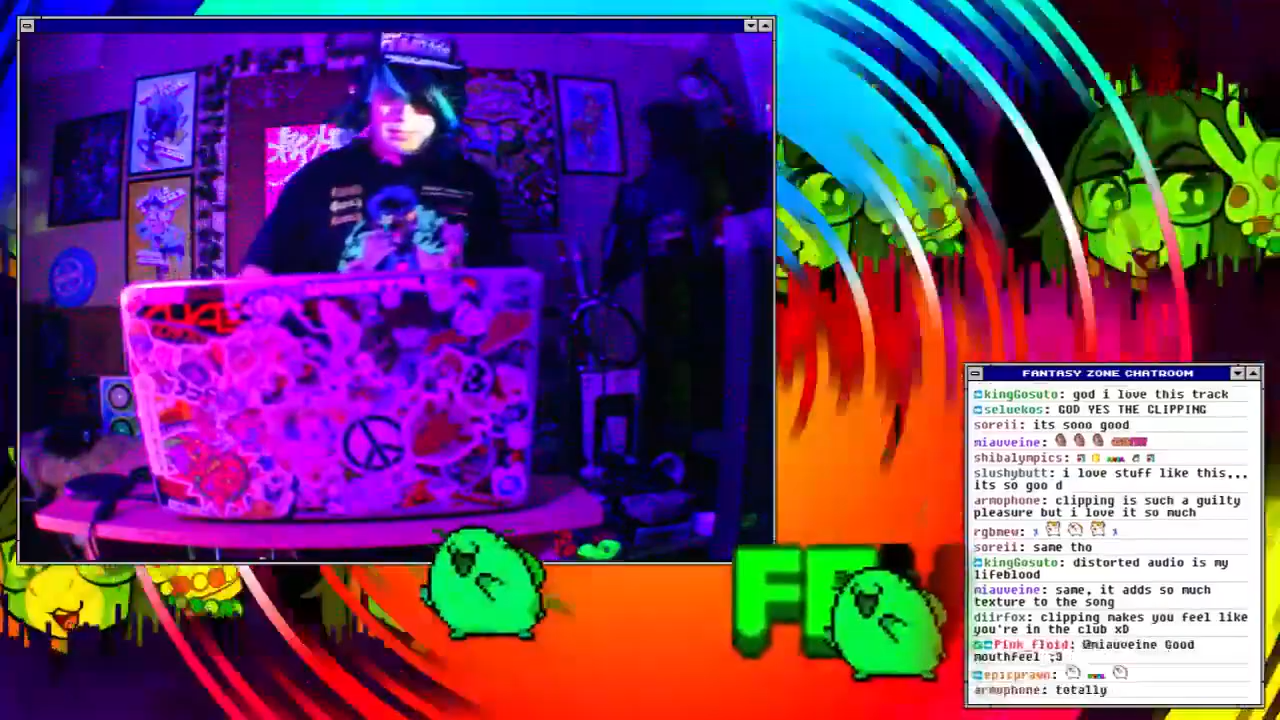 FANTASY ZONE CHATROOM
kingGosuto: god i love this track
seluekos: GOD YES THE CLIPPING
soreii: its sooo good
miauveine:
shibalympics:
slushybutt: i love stuff like this...
its so goo d
armophone: clipping is such a guilty
pleasure but i love it so much
rgbmew:
soreii: same tho
kingGosuto: distorted audio is my
lifeblood
miauveine: same, it adds so much
texture to the song
diirfox: clipping makes you feel like
you're in the club xD
Pink_floid: @miauveine Good
mouthfeel ;3
epicprawn:
armophone: totally